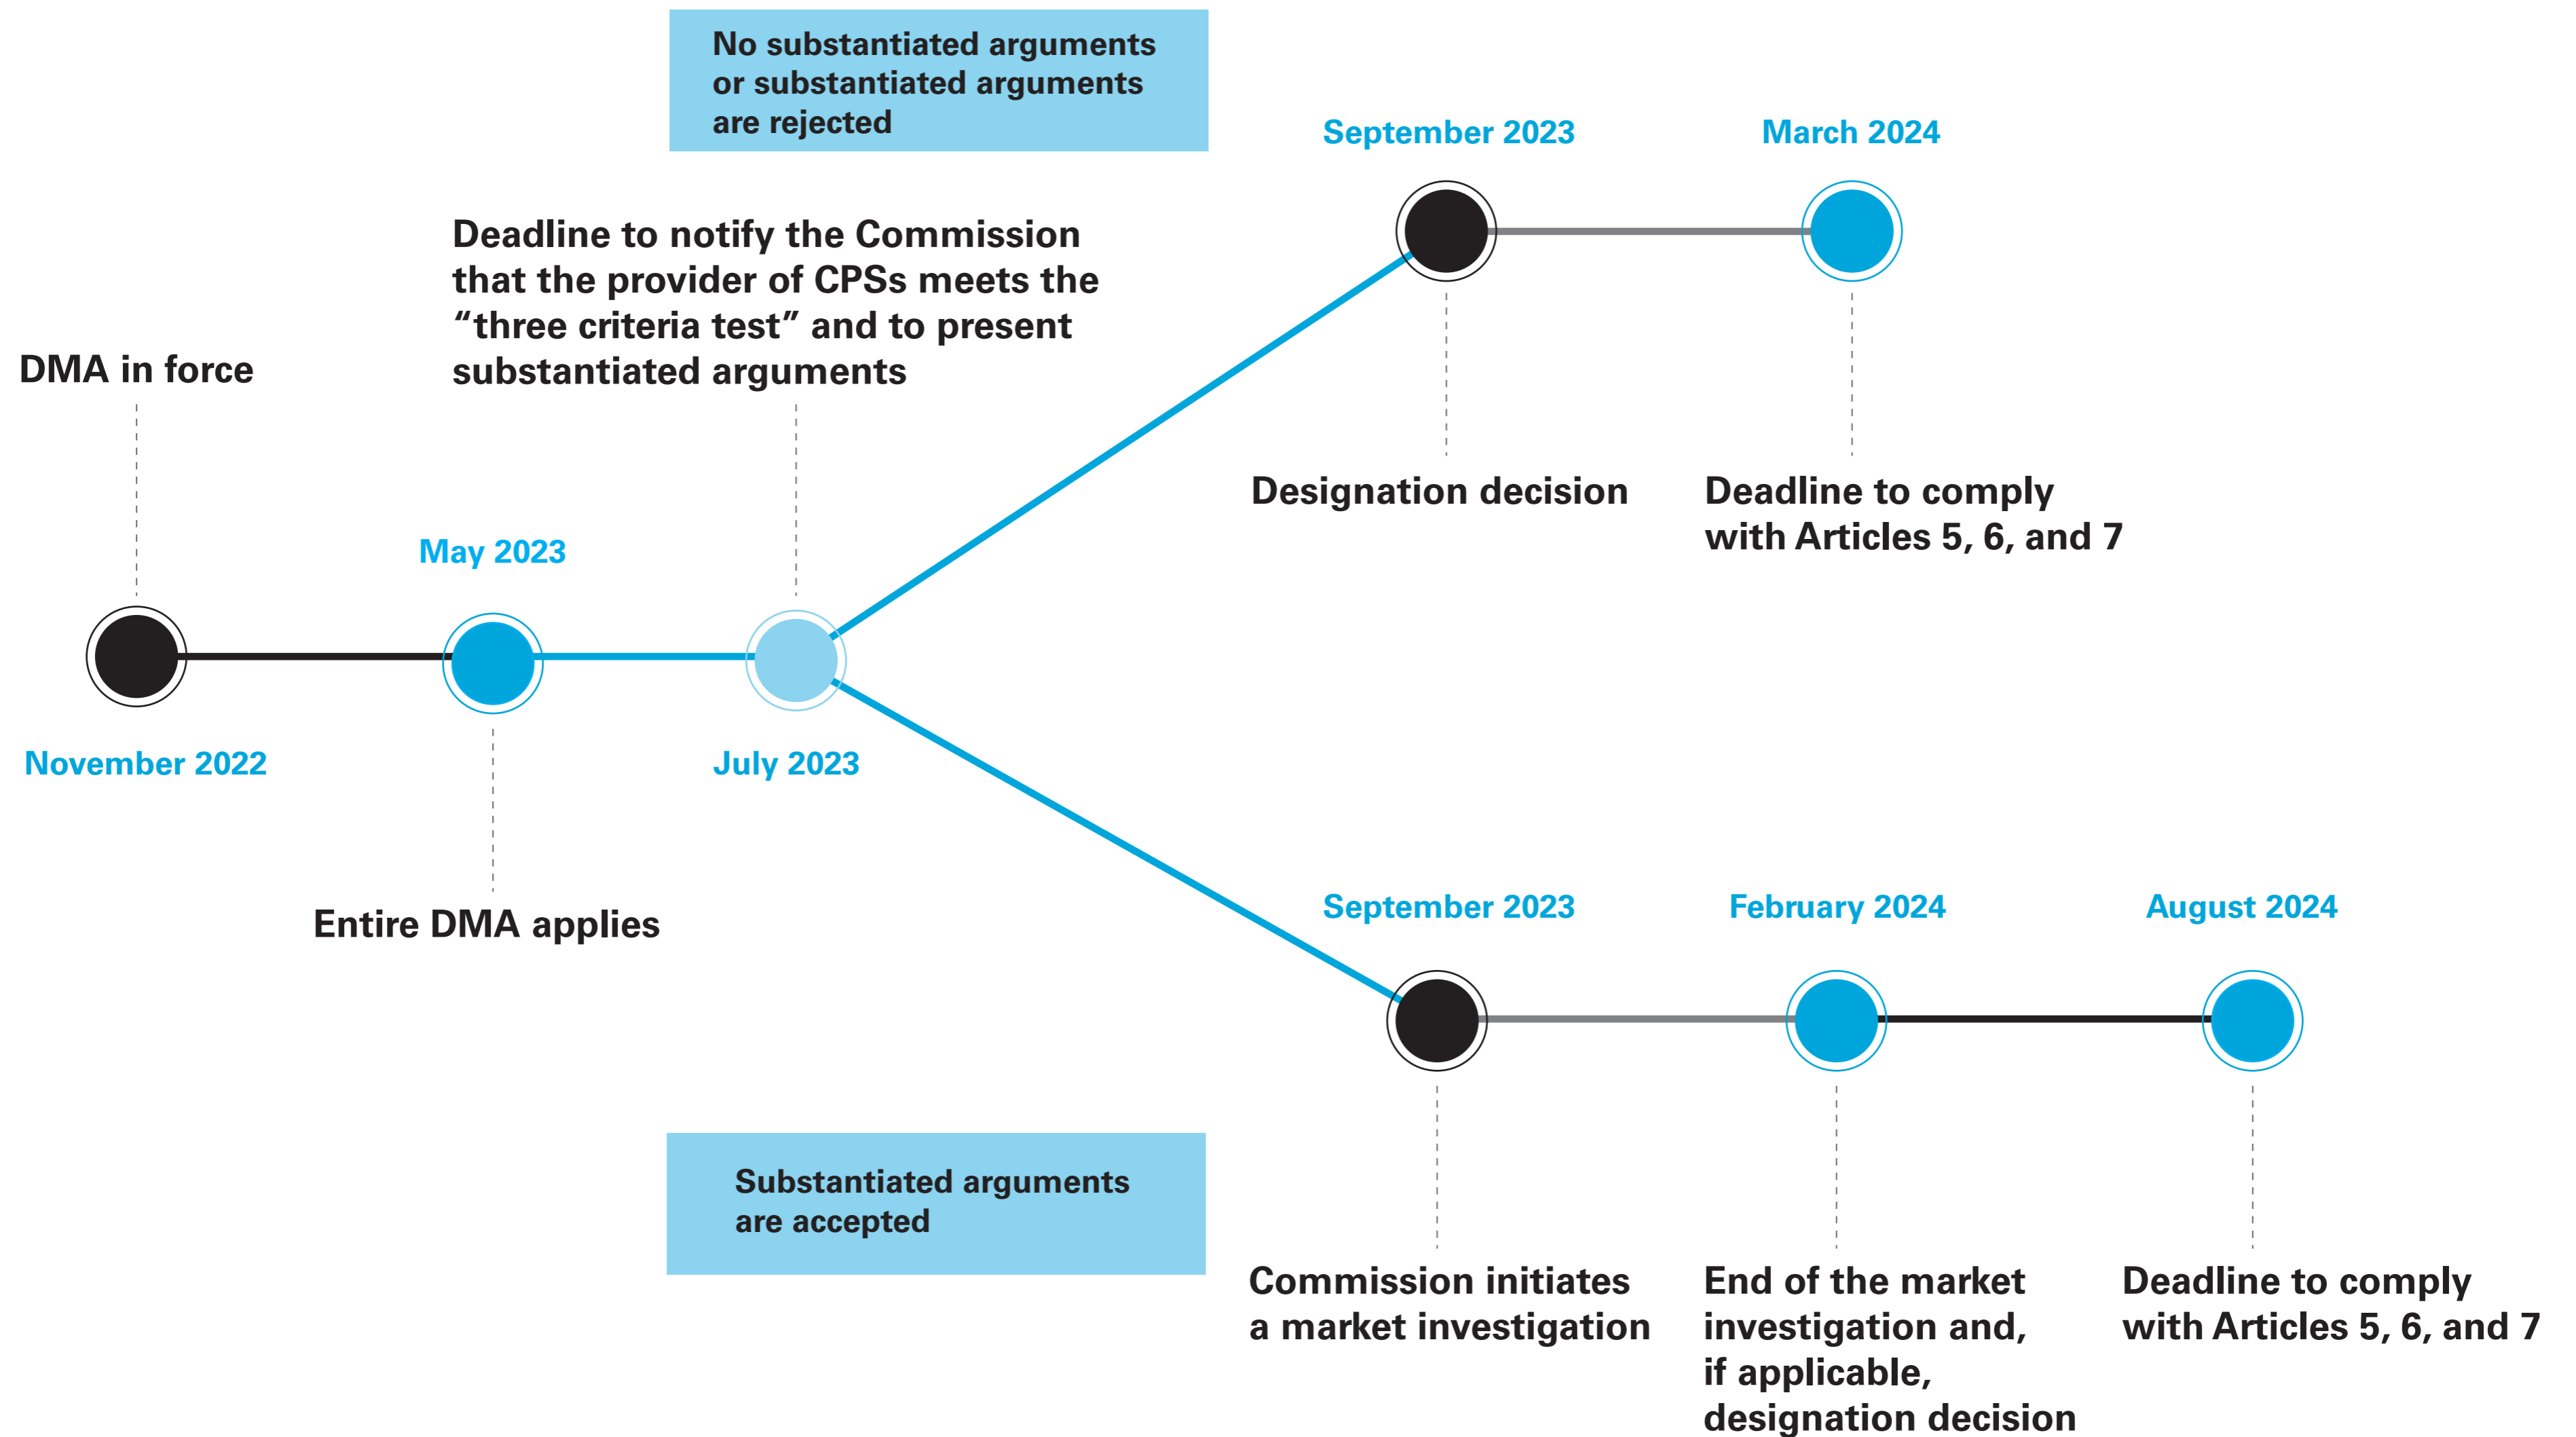 No substantiated arguments
or substantiated arguments
are rejected
September 2023
March 2024
Deadline to notify the Commission
that the provider of CPSs meets the
“three criteria test” and to present
substantiated arguments
DMA in force
Designation decision
Deadline to comply
with Articles 5, 6, and 7
May 2023
November 2022
July 2023
Entire DMA applies
September 2023
February 2024
August 2024
Substantiated arguments
are accepted
Commission initiates
a market investigation
End of the market
investigation and,
if applicable,
designation decision
Deadline to comply
with Articles 5, 6, and 7